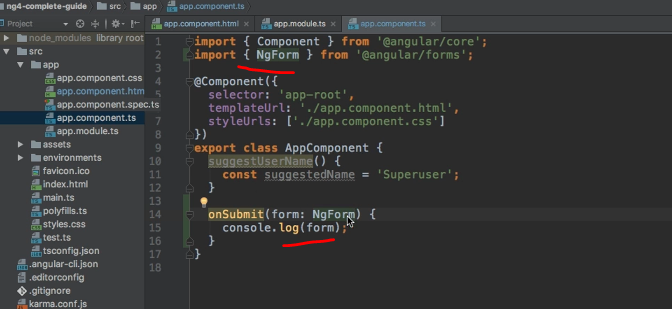 ng4-complete-guide src app app.component.ts
Project
app.component.html app.module.ts app.component.ts
node_modules library root
src
app
app.component.css
app.component.htm
app.component.spec.ts
app.component.ts
app.module.ts
assets
environments
favicon.ico
index.html
main.ts
polyfills.ts
styles.css
test.ts
tsconfig.json
.angular-cli.json
.editorconfig
.gitignore
karma.conf.js
1 import { Component } from '@angular/core';
2 import { NgForm } from '@angular/forms';
3
4 @Component({
5 selector: 'app-root',
6 templateUrl: './app.component.html',
7 styleUrls: ['./app.component.css']
8 })
9 export class AppComponent {
10 suggestUserName() {
11 const suggestedName = 'Superuser';
12 }
13
14 onSubmit(form: NgForm) {
15 console.log(form);
16 }
17 }
18